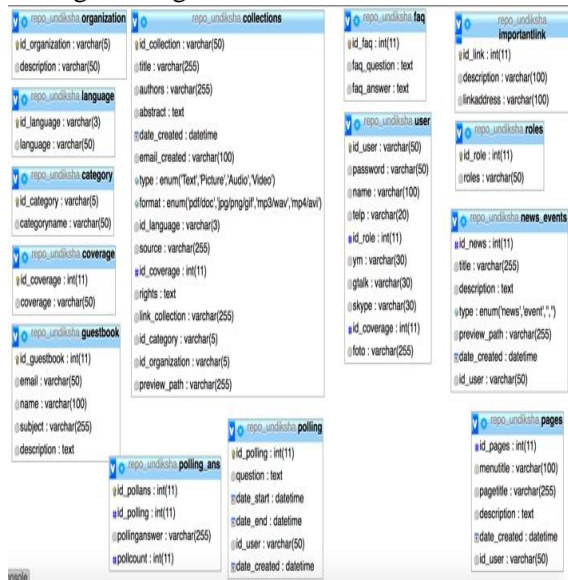 repo_undiksha organization
id_organization : varchar(5)
description : varchar(50)
repo_undiksha language
id_language : varchar(3)
language : varchar(50)
repo_undiksha category
id_category : varchar(5)
categoryname : varchar(50)
repo_undiksha coverage
id_coverage : int(11)
coverage : varchar(50)
repo_undiksha guestbook
id_guestbook : int(11)
email : varchar(50)
name : varchar(100)
subject : varchar(255)
description : text
repo_undiksha collections
id_collection : varchar(50)
title : varchar(255)
authors : varchar(255)
abstract : text
date_created : datetime
email_created : varchar(100)
type : enum('Text','Picture','Audio','Video')
format : enum('pdf/doc','jpg/png/gif','mp3/wav','mp4/avi')
id_language : varchar(3)
source : varchar(255)
id_coverage : int(11)
rights : text
link_collection : varchar(255)
id_category : varchar(5)
id_organization : varchar(5)
preview_path : varchar(255)
repo_undiksha faq
id_faq : int(11)
faq_question : text
faq_answer : text
repo_undiksha user
id_user : varchar(50)
password : varchar(50)
name : varchar(100)
telp : varchar(20)
id_role : int(11)
ym : varchar(30)
gtalk : varchar(30)
skype : varchar(30)
id_coverage : int(11)
foto : varchar(255)
repo_undiksha
importantlink
id_link : int(11)
description : varchar(100)
linkaddress : varchar(100)
repo_undiksha roles
id_role : int(11)
roles : varchar(50)
repo_undiksha news_events
id_news : int(11)
title : varchar(255)
description : text
type : enum('news','event','','')
preview_path : varchar(255)
date_created : datetime
id_user : varchar(50)
repo_undiksha polling_ans
id_pollans : int(11)
id_polling : int(11)
pollinganswer : varchar(255)
pollcount : int(11)
repo_undiksha polling
id_polling : int(11)
question : text
date_start : datetime
date_end : datetime
id_user : varchar(50)
date_created : datetime
repo_undiksha pages
id_pages : int(11)
menutitle : varchar(100)
pagetitle : varchar(255)
description : text
date_created : datetime
id_user : varchar(50)